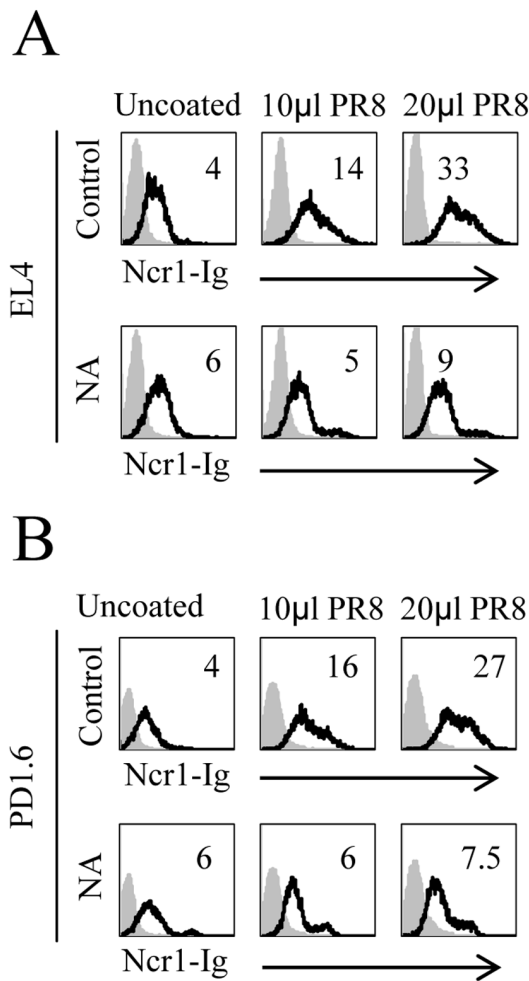 A
Uncoated 10µl PR8 20µl PR8
EL4
Control
4 14 33
Ncr1-Ig
NA
6 5 9
Ncr1-Ig
B
Uncoated 10µl PR8 20µl PR8
PD1.6
Control
4 16 27
Ncr1-Ig
NA
6 6 7.5
Ncr1-Ig